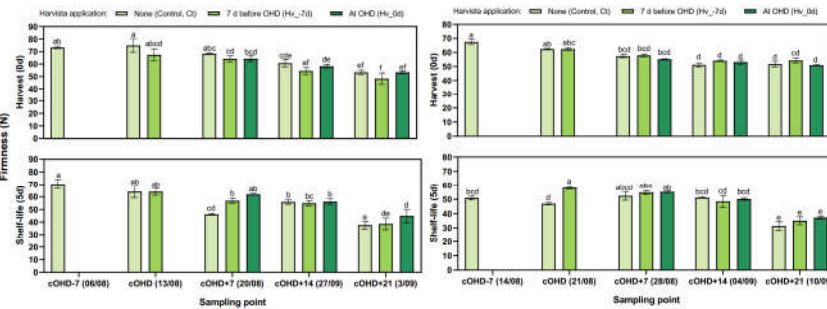 Harvista application: None (Control, Ct) 7 d before OHD (Hv_-7d) At OHD (Hv_0d)
Firmness (N)
Harvest (0d)
100
90
80
70
60
50
40
30
20
10
0
ab
a abcd
abc cd bcd
cde ef de
ef f ef
Shelf-life (5d)
90
80
70
60
50
40
30
20
10
0
a
ab ab
cd b ab
b bc b
e de d
cOHD-7 (06/08) cOHD (13/08) cOHD+7 (20/08) cOHD+14 (27/09) cOHD+21 (3/09)
Sampling point
Harvista application: None (Control, Ct) 7 d before OHD (Hv_-7d) At OHD (Hv_0d)
Harvest (0d)
80
70
60
50
40
30
20
10
0
a
ab abc
bcd bcd bcd
d d d
cd bcd d
Shelf-life (5d)
80
70
60
50
40
30
20
10
0
bcd
d a
abcd abc ab
bcd cd bcd
e e e
cOHD-7 (14/08) cOHD (21/08) cOHD+7 (28/08) cOHD+14 (04/09) cOHD+21 (10/09
Sampling point